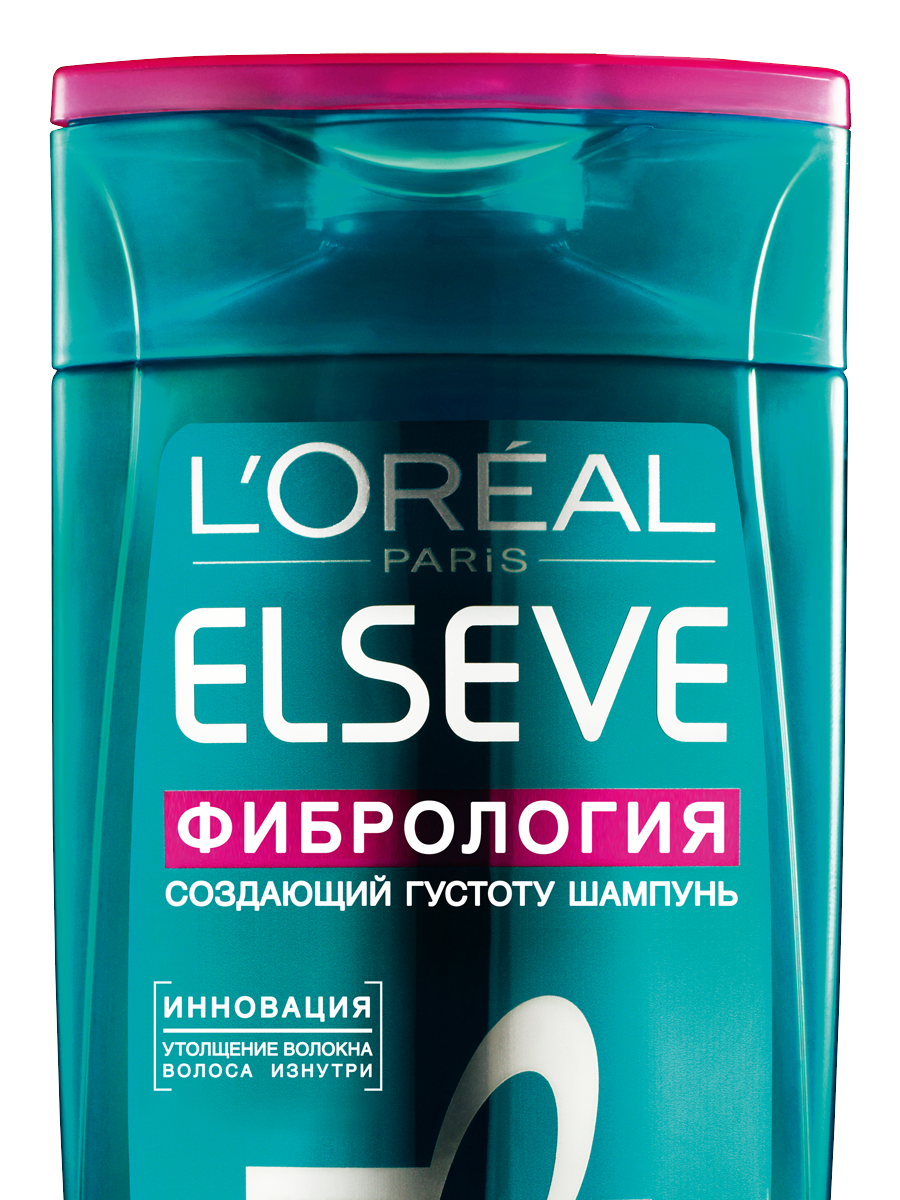 L'ORÉAL
PARiS
ELSEVE
ФИБРОЛОГИЯ
СОЗДАЮЩИЙ ГУСТОТУ ШАМПУНЬ
ИННОВАЦИЯ
УТОЛЩЕНИЕ ВОЛОКНА
ВОЛОСА ИЗНУТРИ